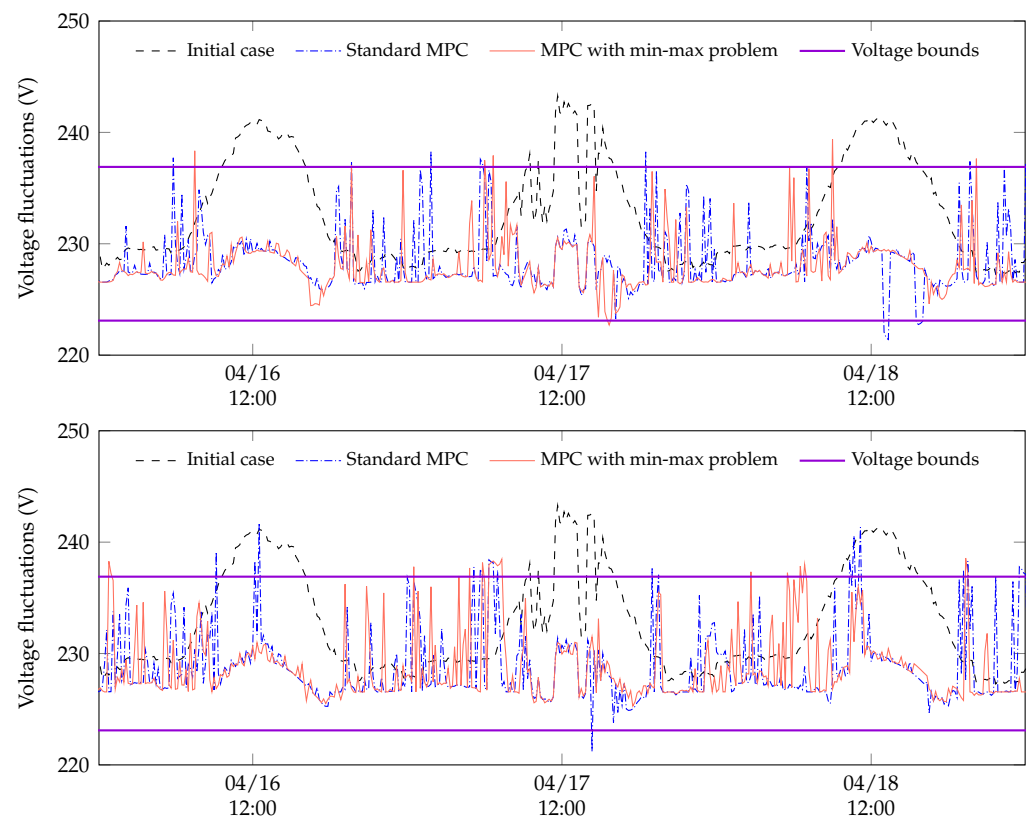 250
Initial case Standard MPC MPC with min-max problem Voltage bounds
240
230
220
Voltage fluctuations (V)
04/16 04/17 04/18
12:00 12:00 12:00
250
Initial case Standard MPC MPC with min-max problem Voltage bounds
240
230
220
Voltage fluctuations (V)
04/16 04/17 04/18
12:00 12:00 12:00